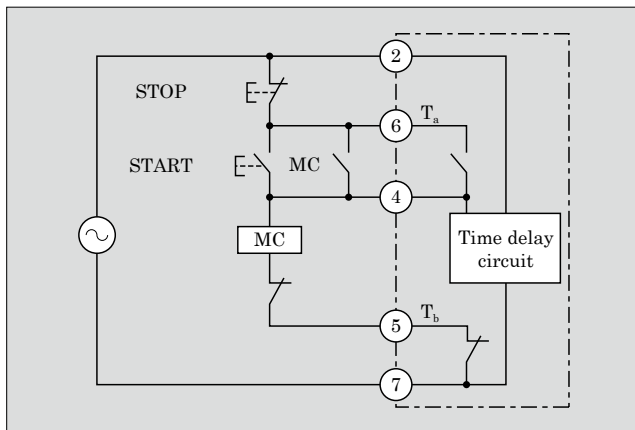 2
STOP
6 Ta
START MC
4
MC
Time delay
circuit
5 Tb
7